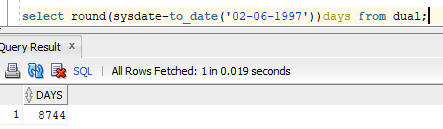 select round(sysdate-to_date('02-06-1997'))days from dual;
Query Result x
SQL | All Rows Fetched: 1 in 0.019 seconds
DAYS
1 8744